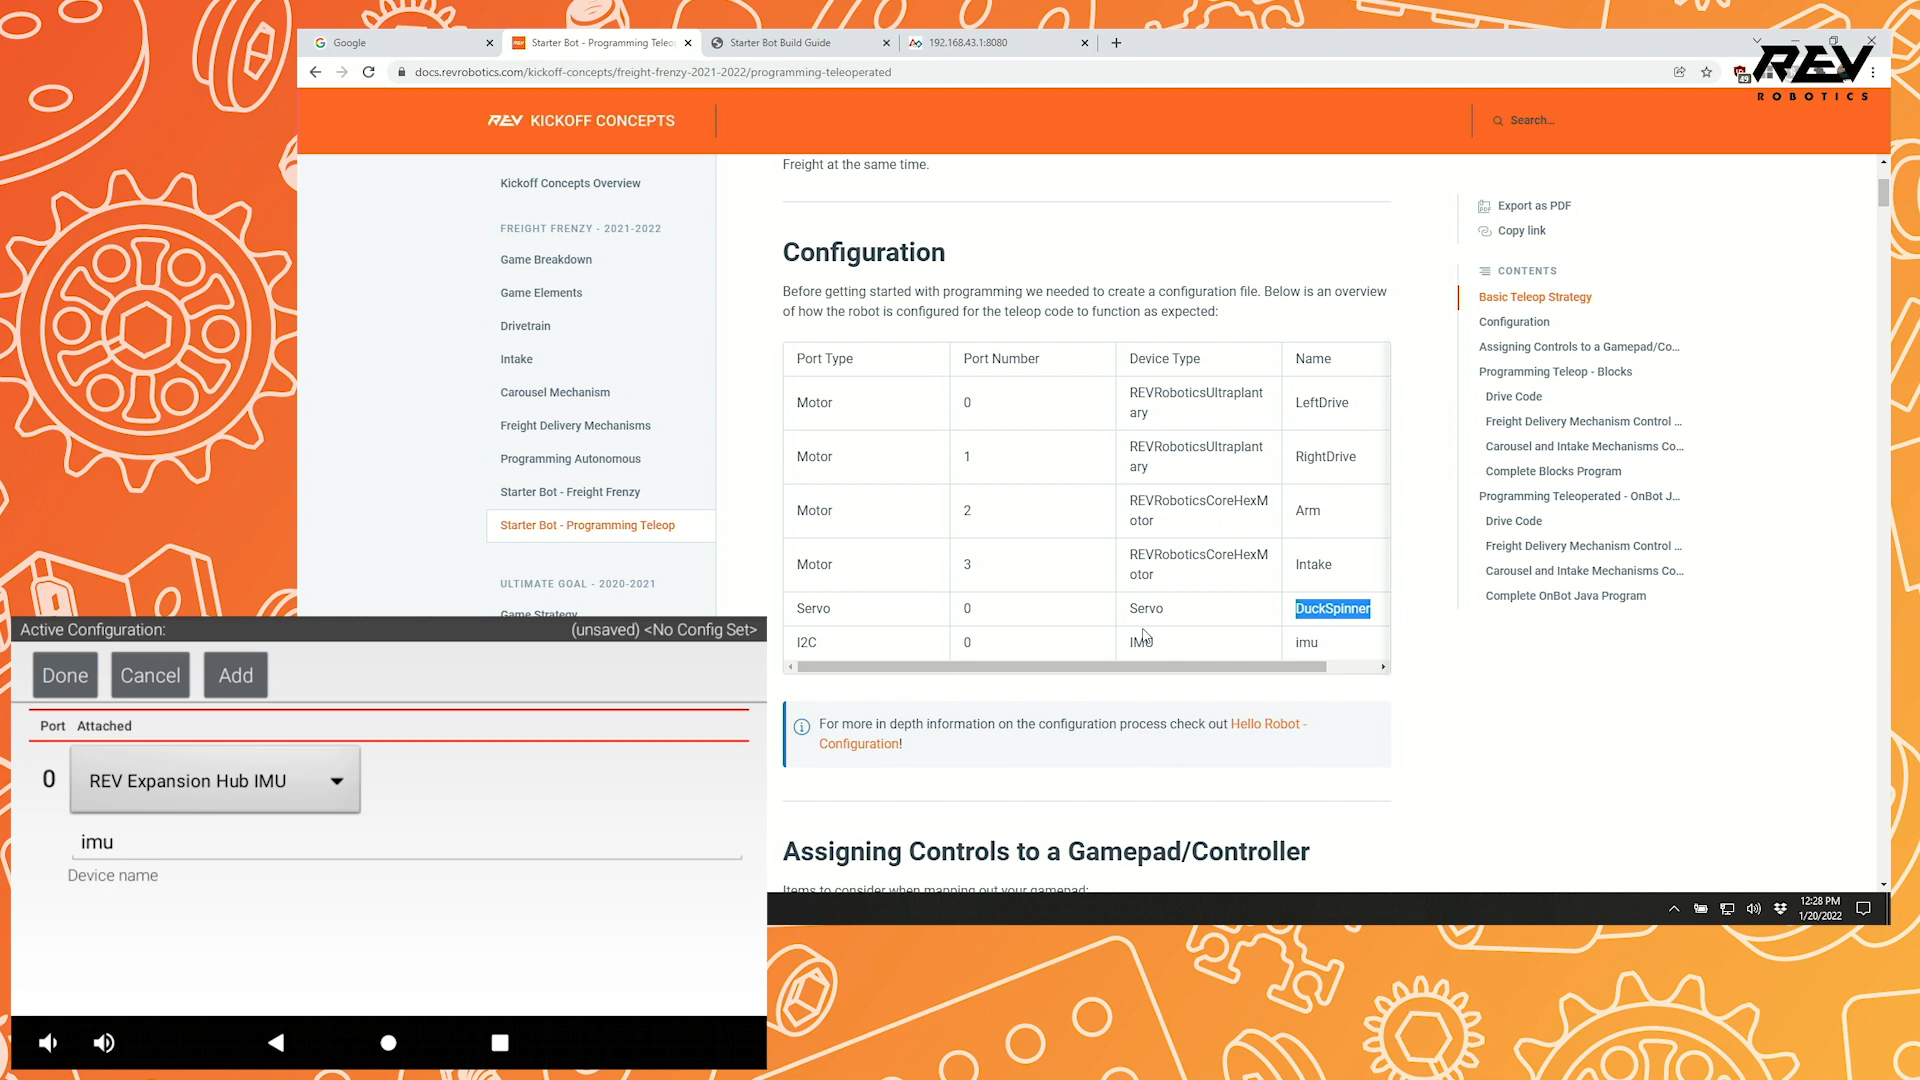 Google
Starter Bot - Programming Teleo
Starter Bot Build Guide
192.168.43.1:8080
docs.revrobotics.com/kickoff-concepts/freight-frenzy-2021-2022/programming-teleoperated
49
REV
ROBOTICS
REV KICKOFF CONCEPTS
Search...
Kickoff Concepts Overview
FREIGHT FRENZY - 2021-2022
Game Breakdown
Game Elements
Drivetrain
Intake
Carousel Mechanism
Freight Delivery Mechanisms
Programming Autonomous
Starter Bot - Freight Frenzy
Starter Bot - Programming Teleop
ULTIMATE GOAL - 2020-2021
Game Strategy
Freight at the same time.
Configuration
Before getting started with programming we needed to create a configuration file. Below is an overview
of how the robot is configured for the teleop code to function as expected:
Port Type Port Number Device Type Name
Motor 0 REVRoboticsUltraplant
ary LeftDrive
Motor 1 REVRoboticsUltraplant
ary RightDrive
Motor 2 REVRoboticsCoreHexM
otor Arm
Motor 3 REVRoboticsCoreHexM
otor Intake
Servo 0 Servo DuckSpinner
I2C 0 IMU imu
For more in depth information on the configuration process check out Hello Robot -
Configuration!
Assigning Controls to a Gamepad/Controller
Items to consider when mapping out your gamepad:
Export as PDF
Copy link
CONTENTS
Basic Teleop Strategy
Configuration
Assigning Controls to a Gamepad/Co...
Programming Teleop - Blocks
Drive Code
Freight Delivery Mechanism Control ...
Carousel and Intake Mechanisms Co...
Complete Blocks Program
Programming Teleoperated - OnBot J...
Drive Code
Freight Delivery Mechanism Control ...
Carousel and Intake Mechanisms Co...
Complete OnBot Java Program
Active Configuration: (unsaved) <No Config Set>
Done Cancel Add
Port Attached
0 REV Expansion Hub IMU
imu
Device name
12:28 PM
1/20/2022